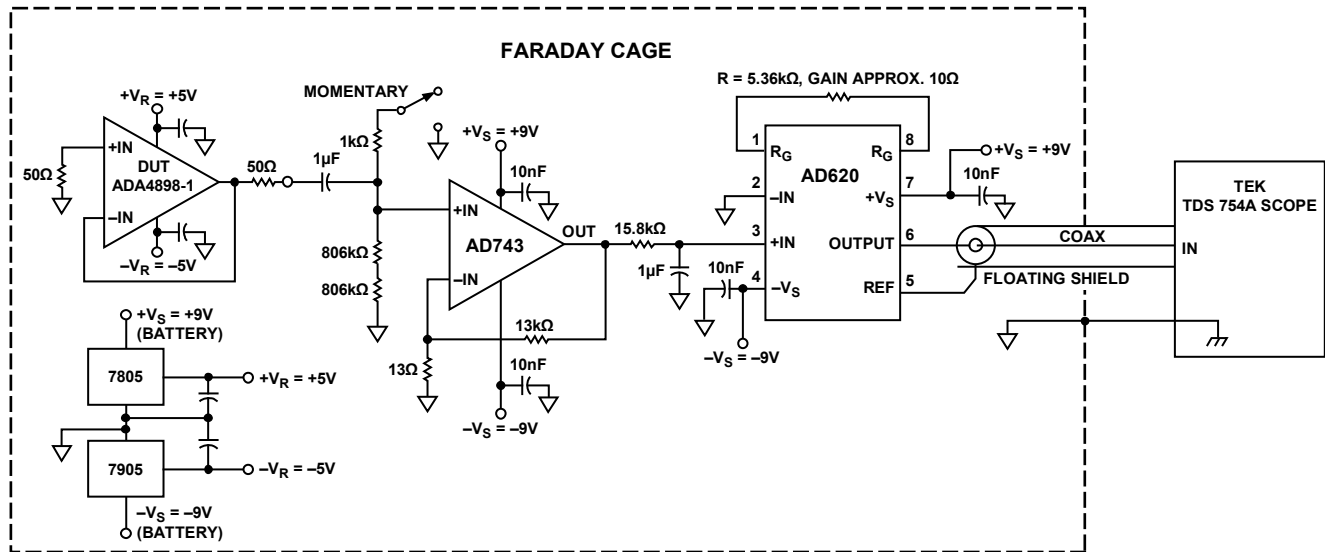 FARADAY CAGE
+VR = +5V
+IN
DUT
ADA4898-1
–IN
50Ω
–VR = –5V
50Ω
1µF
MOMENTARY
1kΩ
806kΩ
806kΩ
+VS = +9V
10nF
+IN
AD743
–IN
OUT
13kΩ
13Ω
10nF
–VS = –9V
15.8kΩ
1µF
R = 5.36kΩ, GAIN APPROX. 10Ω
1
RG
8
RG
AD620
2
–IN
7
+VS
+VS = +9V
10nF
3
+IN
6
OUTPUT
10nF
4
–VS
5
REF
–VS = –9V
COAX
FLOATING SHIELD
TEK
TDS 754A SCOPE
IN
+VS = +9V
(BATTERY)
7805
+VR = +5V
7905
–VR = –5V
–VS = –9V
(BATTERY)